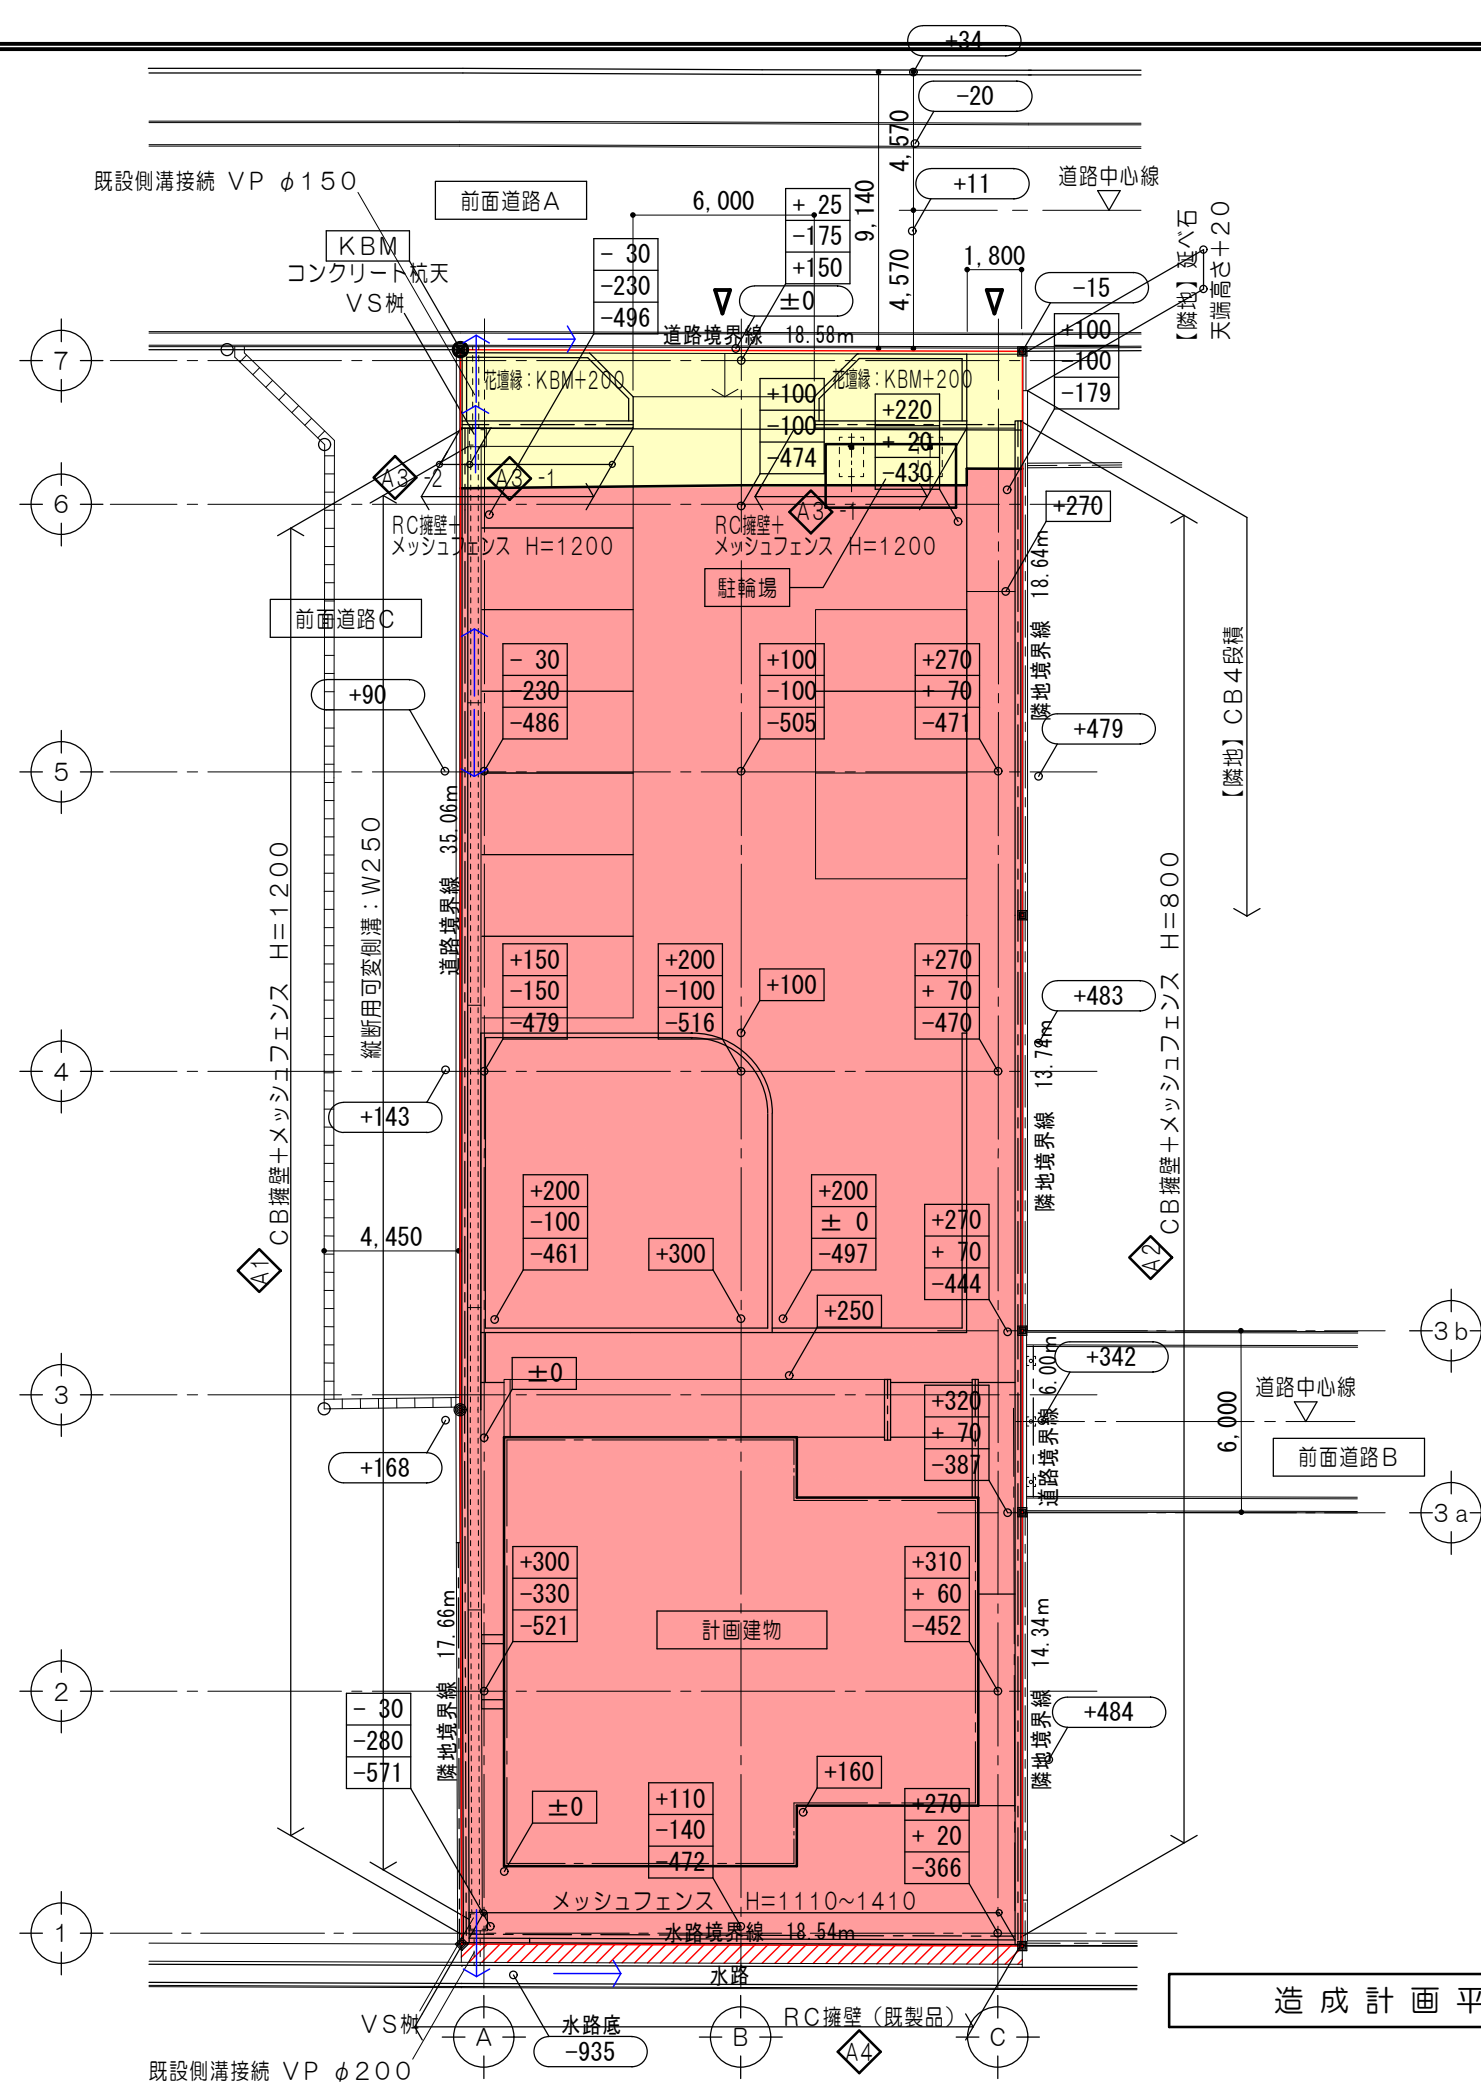 +34
-20
既設側溝接続 VP φ150
前面道路A
6,000
+ 25
-175
+150
9,140
4,570
4,570
+11
道路中心線
【隣地】延べ石
天端高さ+20
KBM
コンクリート杭天
VS桝
- 30
-230
-496
±0
1,800
-15
道路境界線 18.58m
+100
-100
-179
7
花壇縁:KBM+200
花壇縁:KBM+200
+100
-100
-474
+220
+ 20
-430
A3 -2
A3 -1
A3 -1
6
RC擁壁+
メッシュフェンス H=1200
RC擁壁+
メッシュフェンス H=1200
+270
駐輪場
隣地境界線 18.64m
前面道路C
【隣地】CB4段積
+90
- 30
-230
-486
+100
-100
-505
+270
+ 70
-471
+479
5
道路境界線 35.06m
縦断用可変側溝:W250
A1 CB擁壁+メッシュフェンス H=1200
+150
-150
-479
+200
-100
-516
+100
+270
+ 70
-470
+483
A2 CB擁壁+メッシュフェンス H=800
隣地境界線 13.74m
4
+143
+200
-100
-461
+300
+200
± 0
-497
+270
+ 70
-444
4,450
+250
3b
±0
道路境界線 6.00m
+342
道路中心線
3
+320
+ 70
-387
6,000
前面道路B
+168
3a
+300
-330
-521
計画建物
+310
+ 60
-452
隣地境界線 17.66m
隣地境界線 14.34m
2
- 30
-280
-571
+484
±0
+110
-140
-472
+160
+270
+ 20
-366
メッシュフェンス H=1110~1410
1
水路境界線 18.54m
水路
造成計画平
VS桝
A
水路底
-935
B
RC擁壁(既製品)
A4
C
既設側溝接続 VP φ200